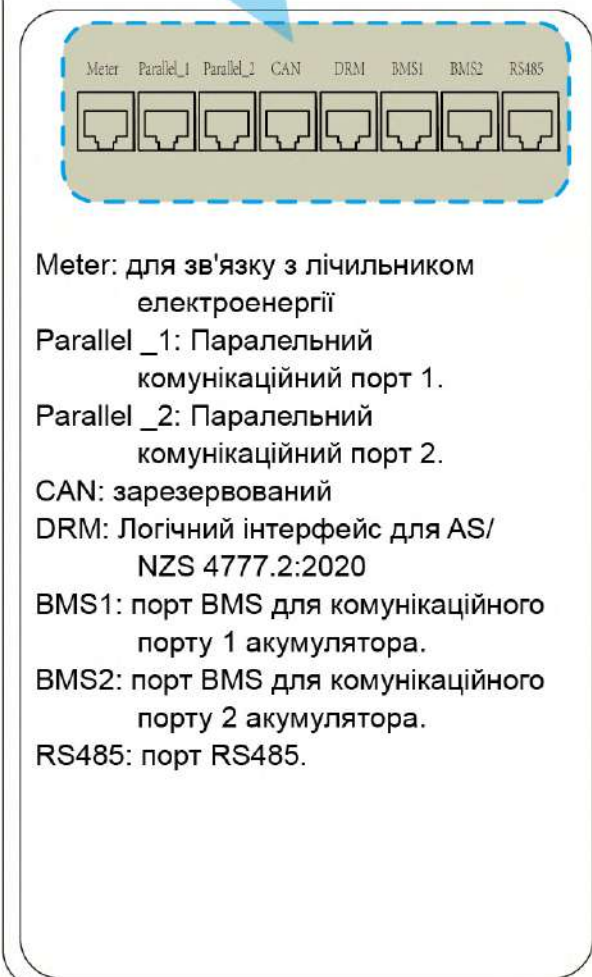 Meter Parallel_1 Parallel_2 CAN DRM BMS1 BMS2 RS485
Meter: для зв'язку з лічильником
електроенергії
Parallel _1: Паралельний
комунікаційний порт 1.
Parallel _2: Паралельний
комунікаційний порт 2.
CAN: зарезервований
DRM: Логічний інтерфейс для AS/
NZS 4777.2:2020
BMS1: порт BMS для комунікаційного
порту 1 акумулятора.
BMS2: порт BMS для комунікаційного
порту 2 акумулятора.
RS485: порт RS485.